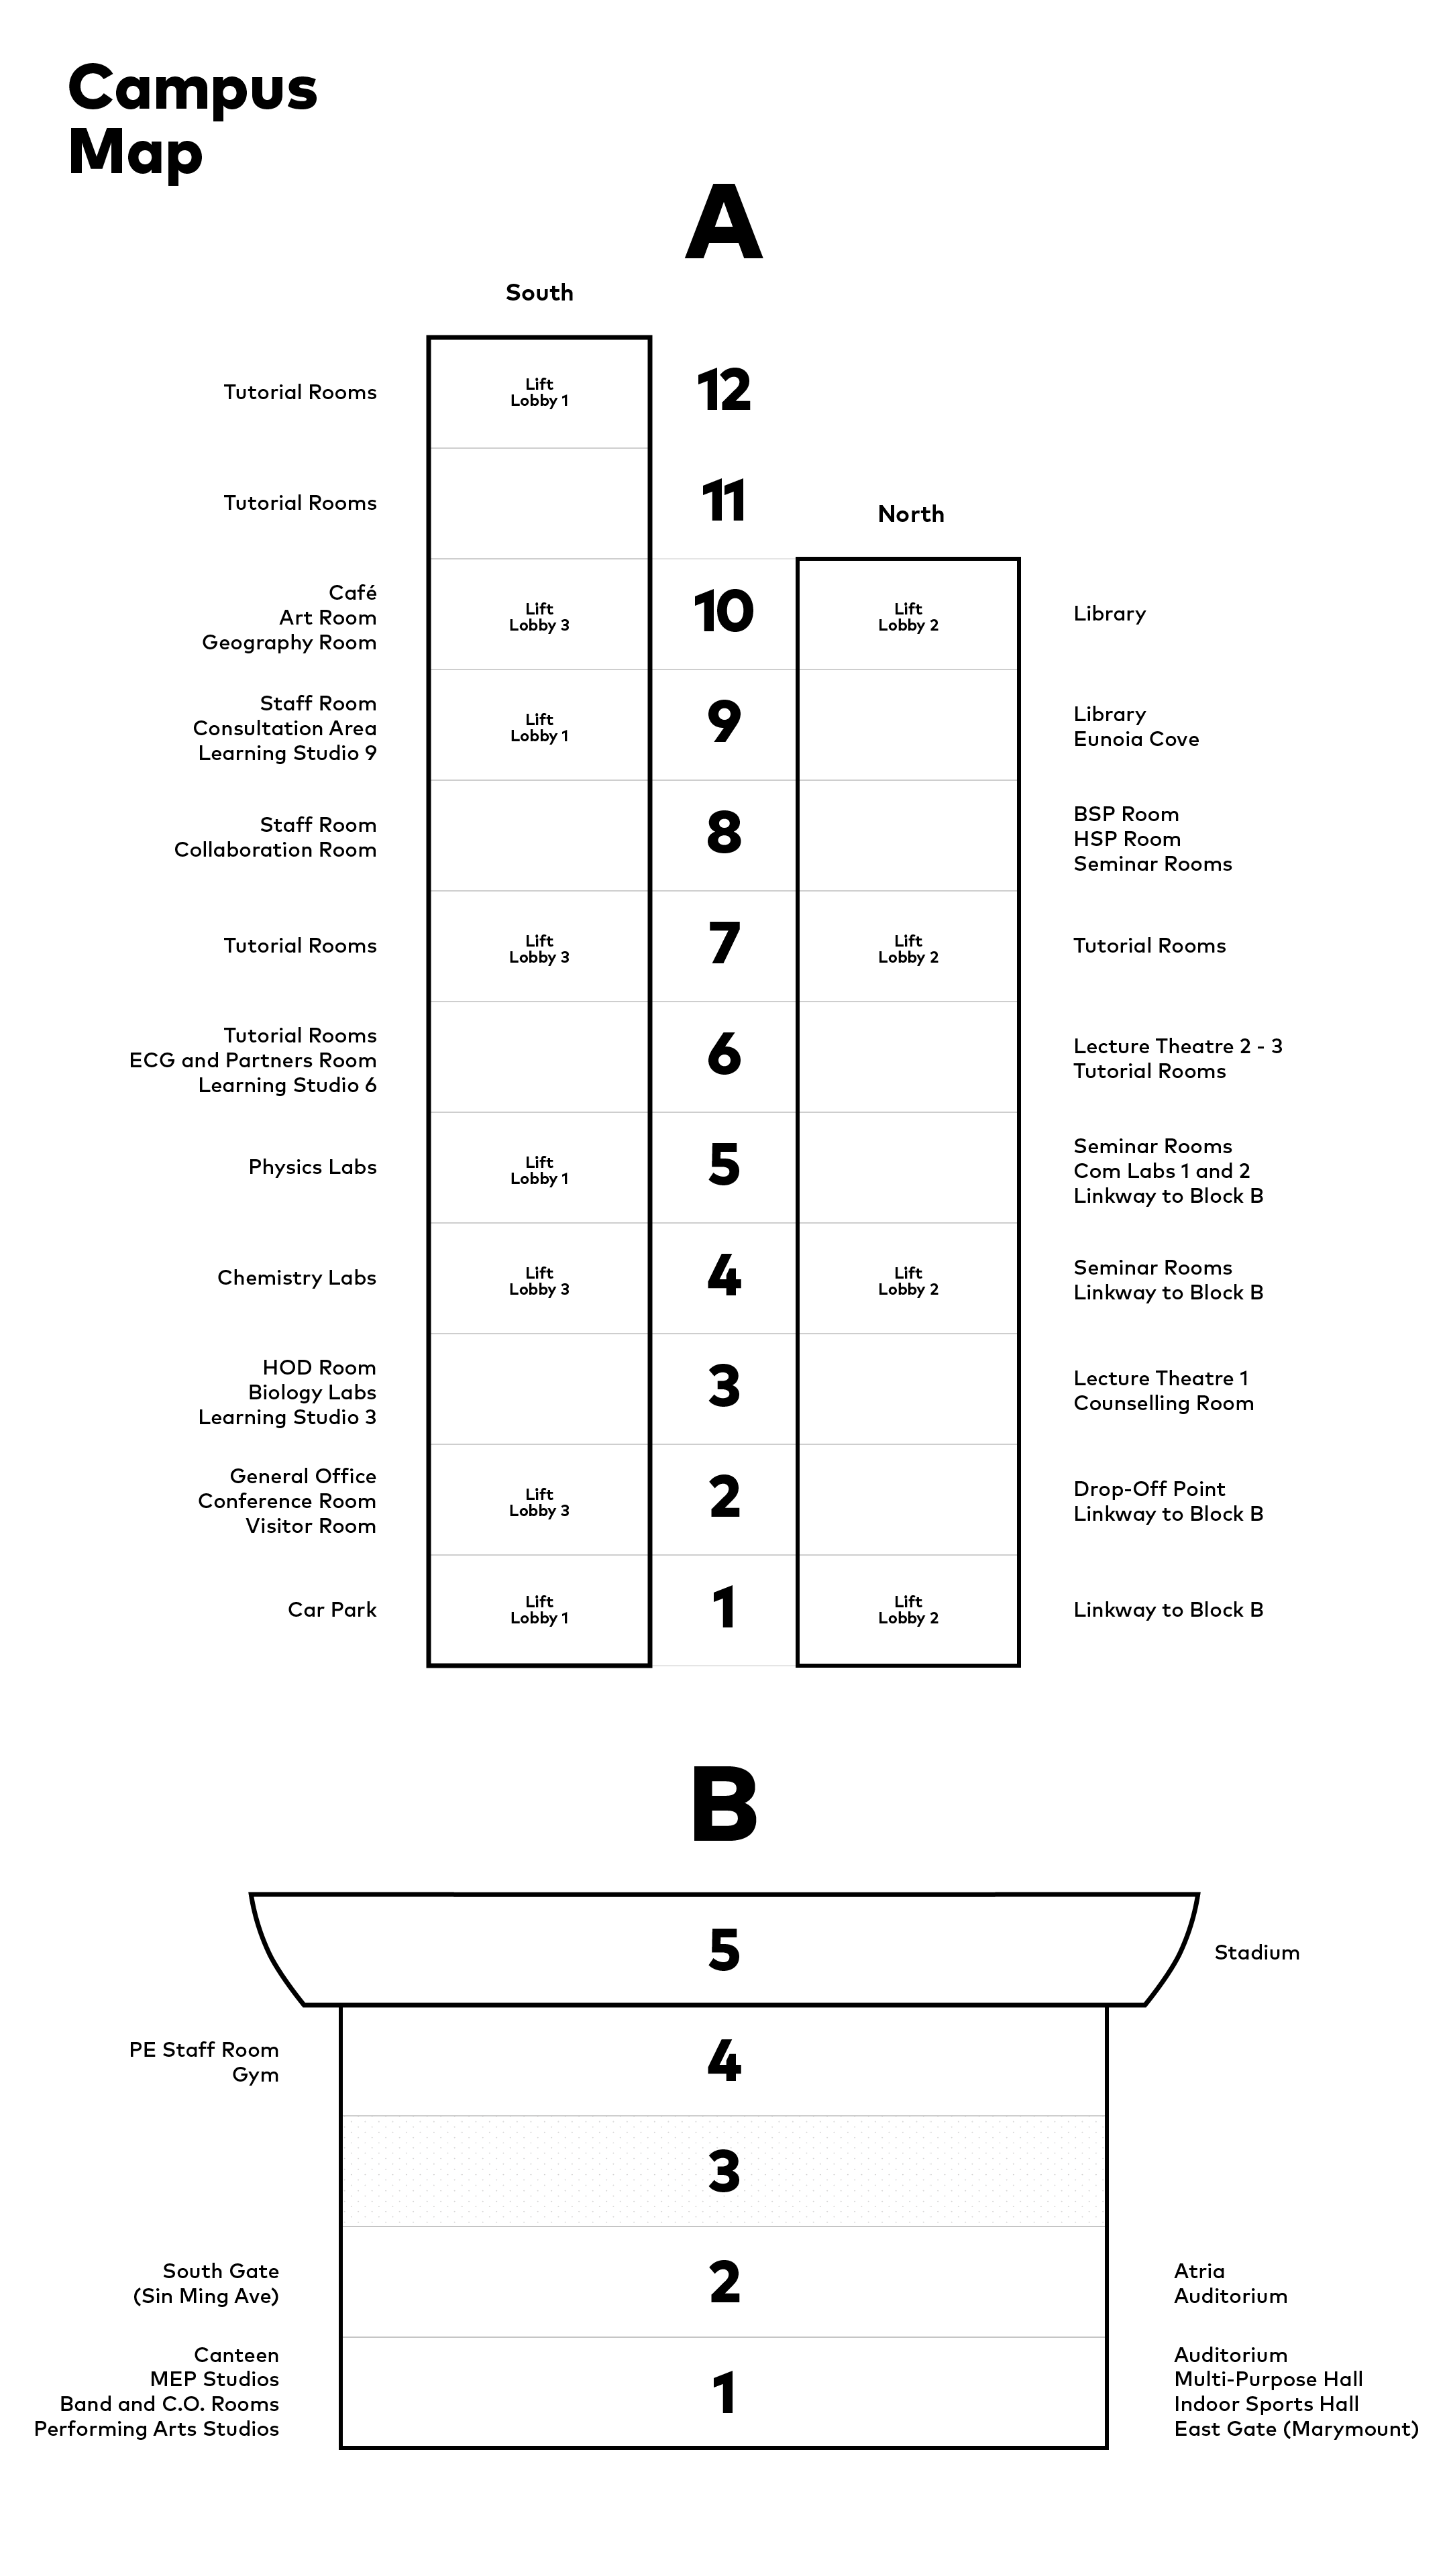 Campus
Map
A
South
Tutorial Rooms
Lift
Lobby 1
12
Tutorial Rooms
11
North
Café
Art Room
Geography Room
Lift
Lobby 3
10
Lift
Lobby 2
Library
Staff Room
Consultation Area
Learning Studio 9
Lift
Lobby 1
9
Library
Eunoia Cove
Staff Room
Collaboration Room
8
BSP Room
HSP Room
Seminar Rooms
Tutorial Rooms
Lift
Lobby 3
7
Lift
Lobby 2
Tutorial Rooms
Tutorial Rooms
ECG and Partners Room
Learning Studio 6
6
Lecture Theatre 2 - 3
Tutorial Rooms
Physics Labs
Lift
Lobby 1
5
Seminar Rooms
Com Labs 1 and 2
Linkway to Block B
Chemistry Labs
Lift
Lobby 3
4
Lift
Lobby 2
Seminar Rooms
Linkway to Block B
HOD Room
Biology Labs
Learning Studio 3
3
Lecture Theatre 1
Counselling Room
General Office
Conference Room
Visitor Room
Lift
Lobby 3
2
Drop-Off Point
Linkway to Block B
Car Park
Lift
Lobby 1
1
Lift
Lobby 2
Linkway to Block B
B
5
Stadium
PE Staff Room
Gym
4
3
South Gate
(Sin Ming Ave)
2
Atria
Auditorium
Canteen
MEP Studios
Band and C.O. Rooms
Performing Arts Studios
1
Auditorium
Multi-Purpose Hall
Indoor Sports Hall
East Gate (Marymount)